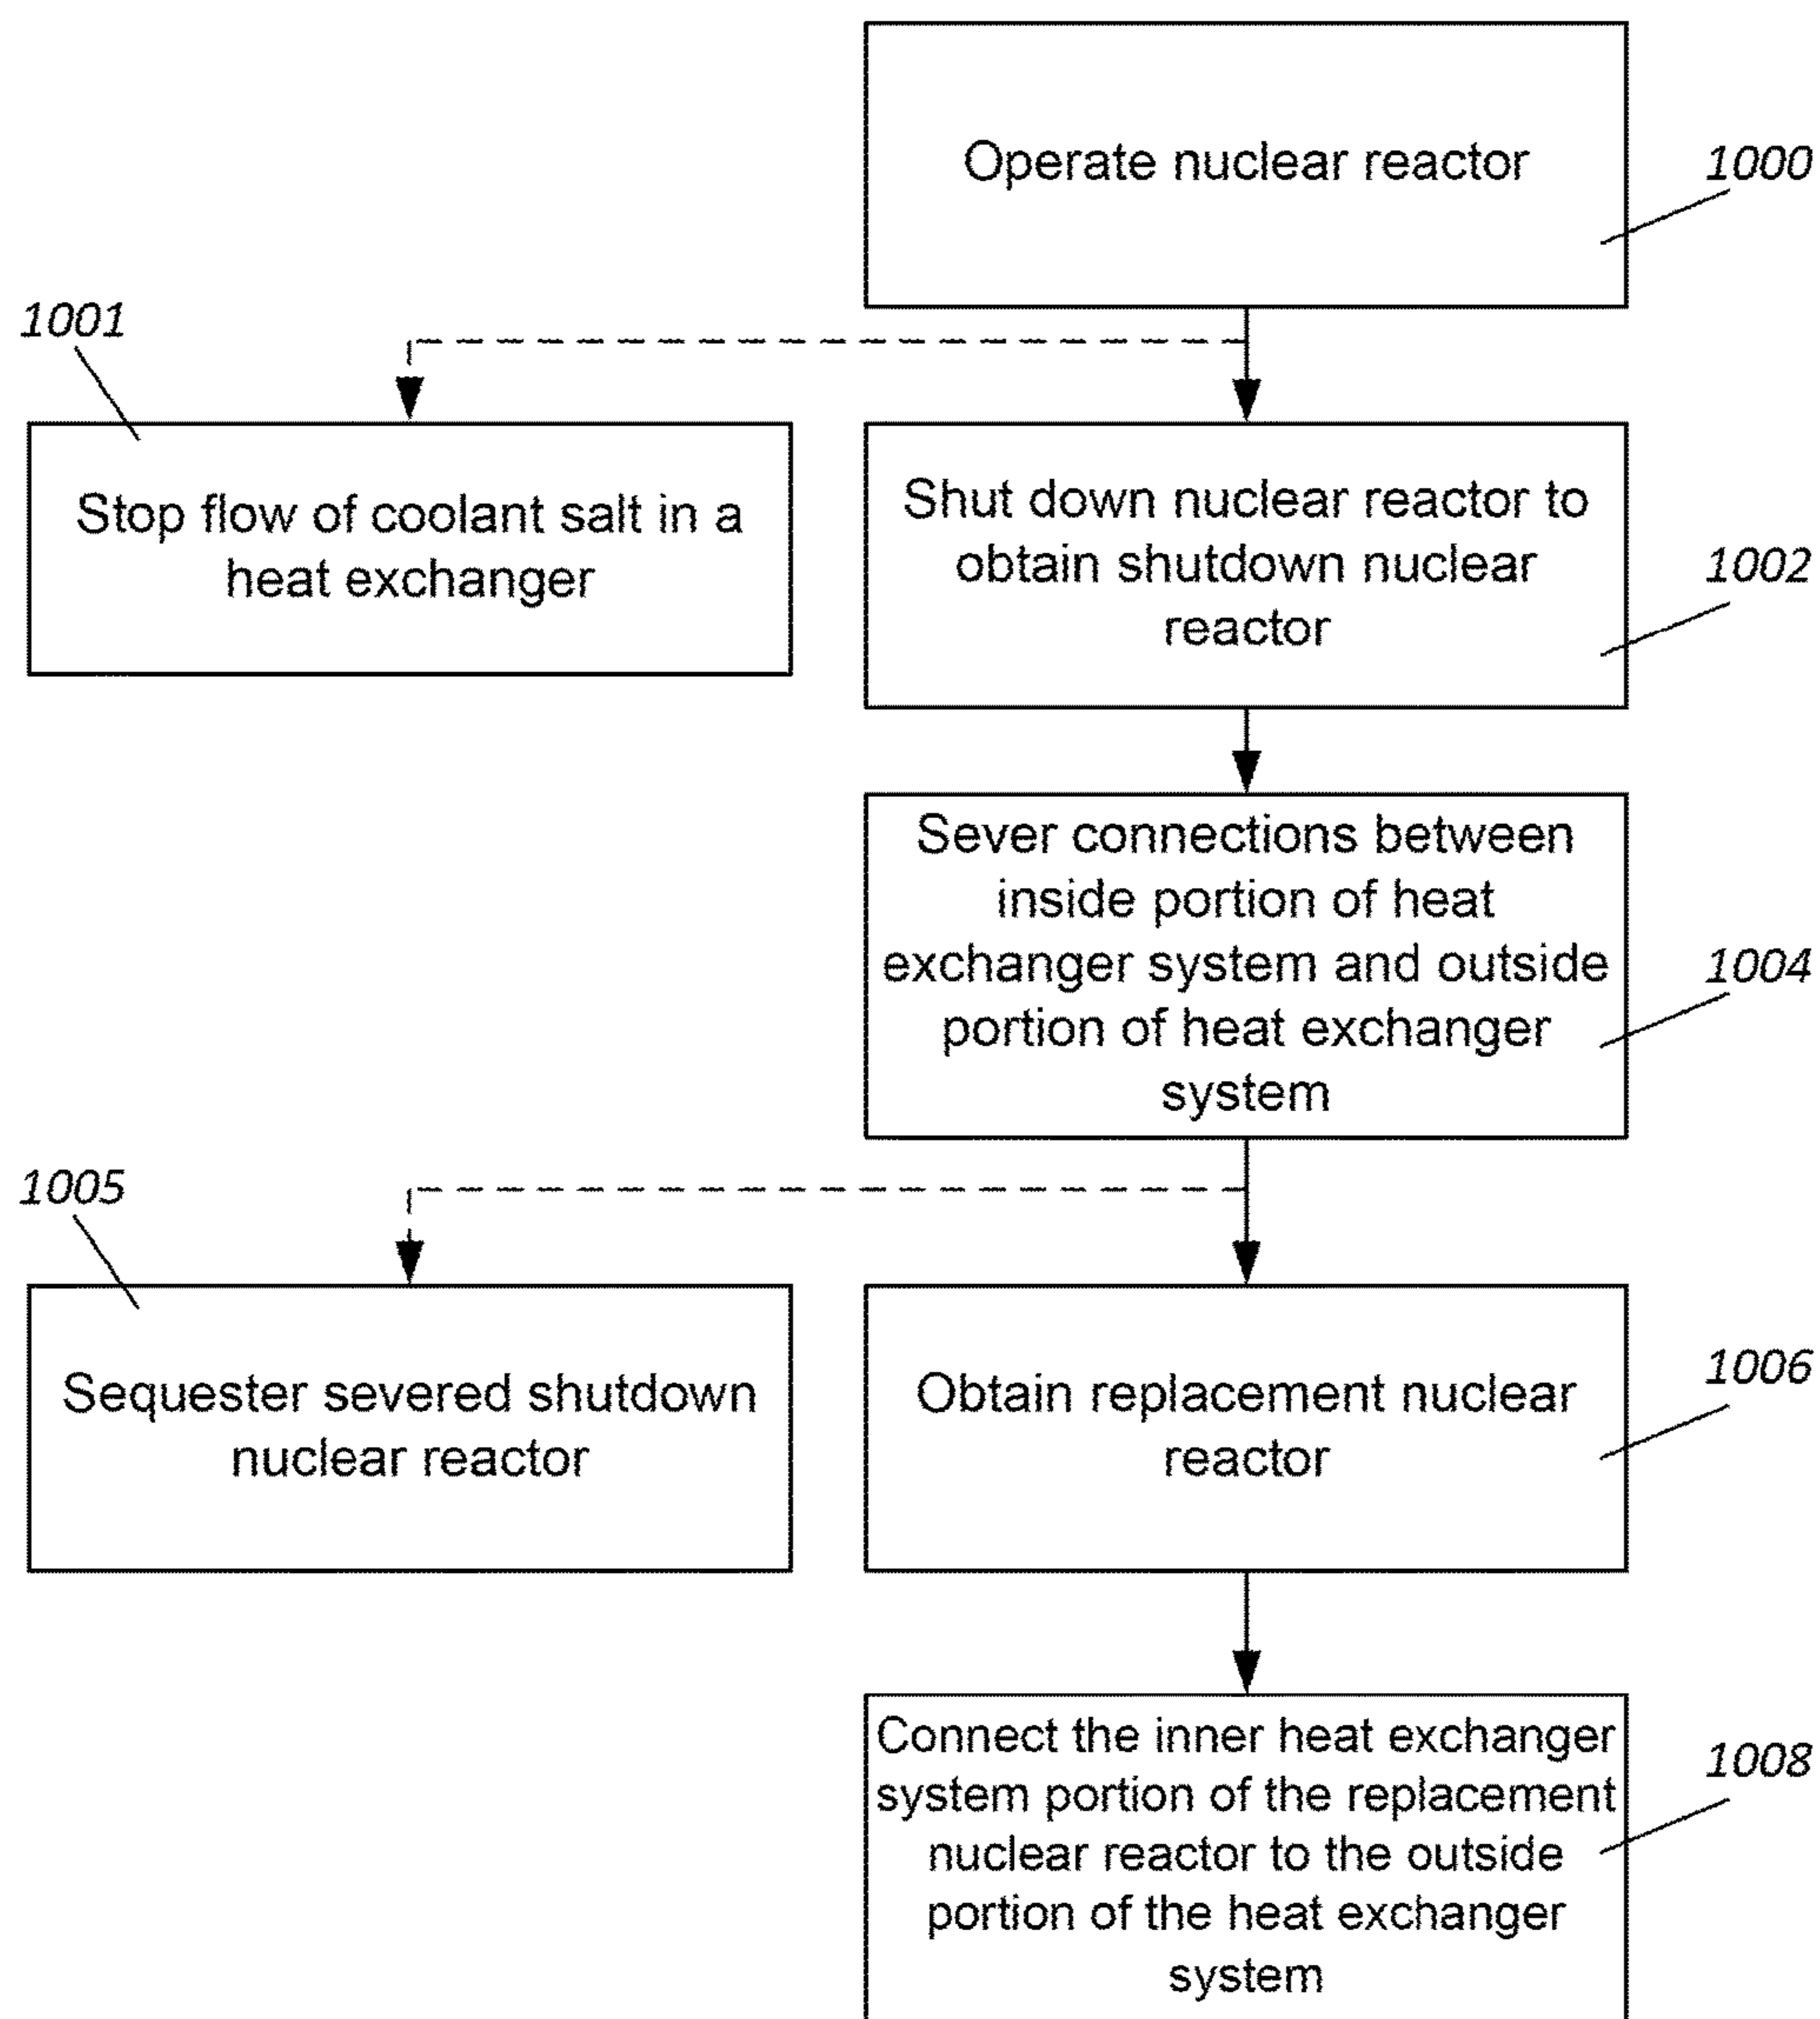 Operate nuclear reactor
1000
1001
Stop flow of coolant salt in a
heat exchanger
Shut down nuclear reactor to
obtain shutdown nuclear
reactor
1002
Sever connections between
inside portion of heat
exchanger system and outside
portion of heat exchanger
system
1004
1005
Sequester severed shutdown
nuclear reactor
Obtain replacement nuclear
reactor
1006
Connect the inner heat exchanger
system portion of the replacement
nuclear reactor to the outside
portion of the heat exchanger
system
1008